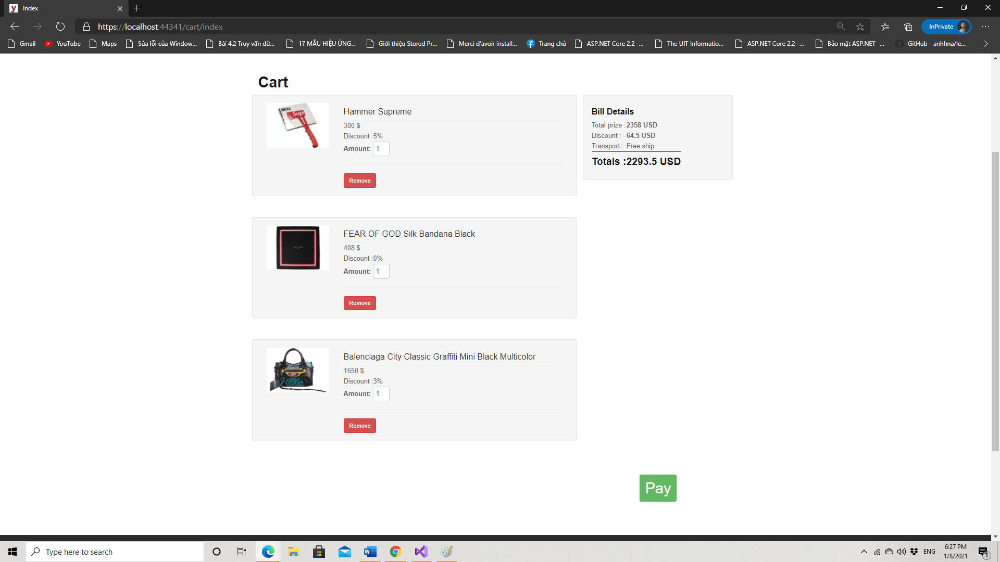 Index
https://localhost:44341/cart/index
InPrivate
Gmail
YouTube
Maps
Sửa lỗi của Window...
Bài 4.2 Truy vấn dữ...
17 MẪU HIỆU ỨNG...
Giới thiệu Stored Pr...
Merci d'avoir install...
Trang chủ
ASP.NET Core 2.2 -...
The UIT Informatio...
ASP.NET Core 2.2 -...
Bảo mật ASP.NET -...
GitHub - anhhna/le...
Cart
SOG
Supr
Hammer Supreme
300 $
Discount :5%
Amount: 1
Remove
Bill Details
Total prize : 2358 USD
Discount : - 64.5 USD
Transport : Free ship
Totals :2293.5 USD
FEAR OF GOD Silk Bandana Black
408 $
Discount :0%
Amount: 1
Remove
Balenciaga City Classic Graffiti Mini Black Multicolor
1650 $
Discount :3%
Amount: 1
Remove
Pay
Type here to search
ENG
6:27 PM
1/8/2021
1